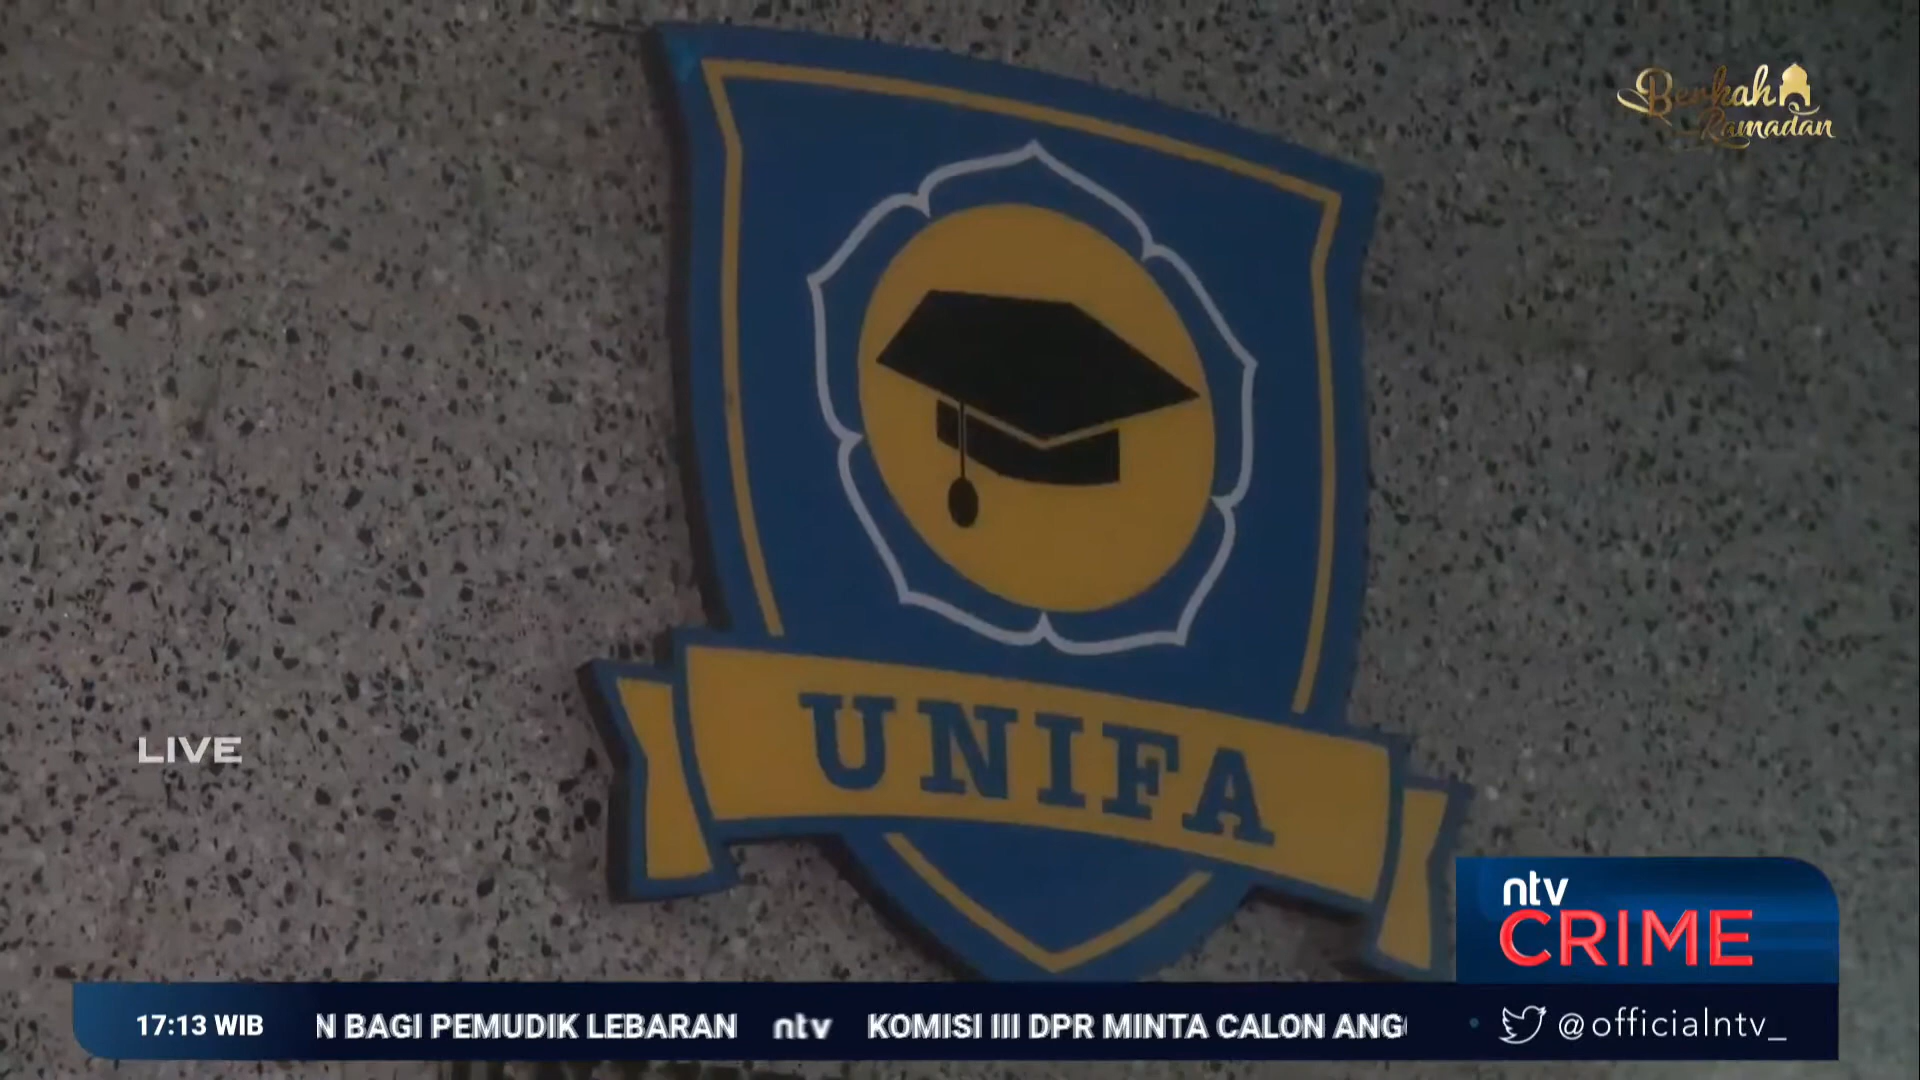 Berkah
Ramadan
UNIFA
LIVE
ntv
CRIME
17:13 WIB
N BAGI PEMUDIK LEBARAN ntv KOMISI III DPR MINTA CALON ANG
@officialntv_